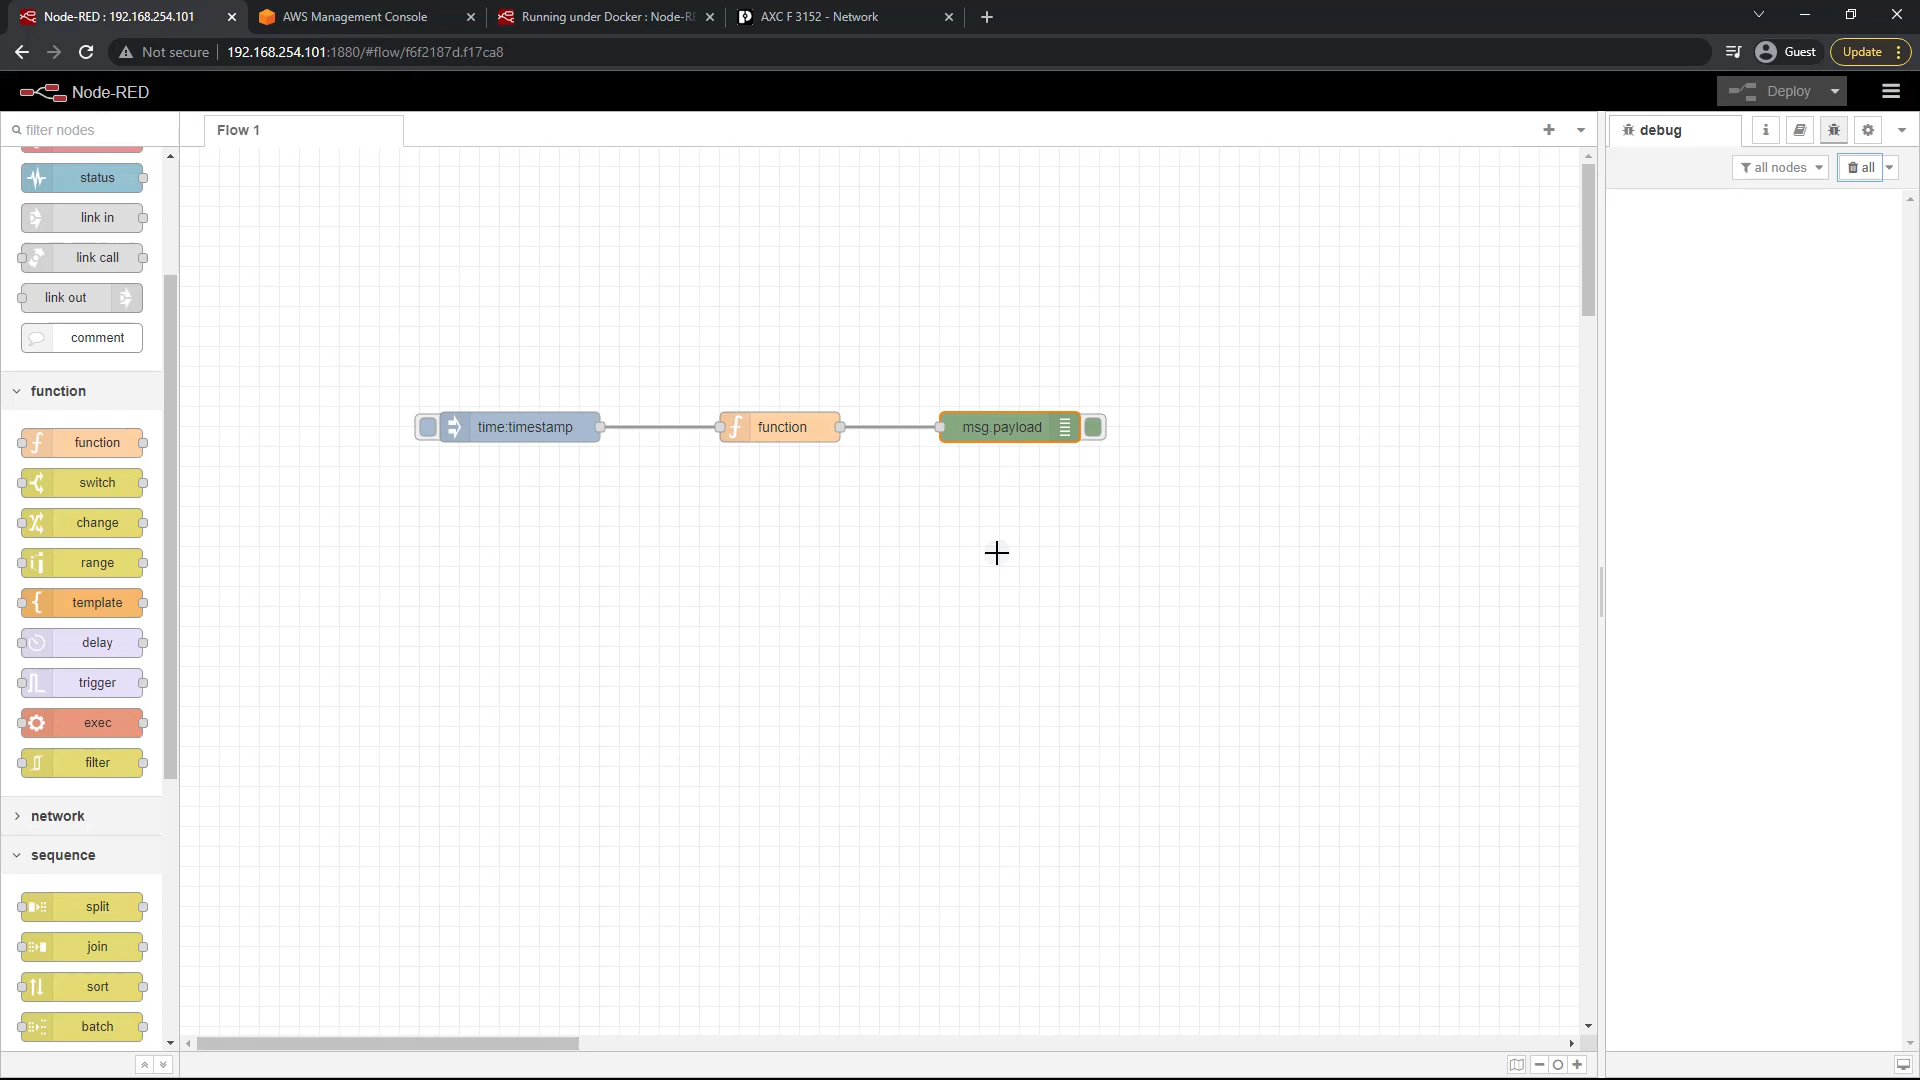 Node-RED : 192.168.254.101
AWS Management Console
Running under Docker : Node-RE
AXC F 3152 - Network
Not secure
192.168.254.101:1880/#flow/f6f2187d.f17ca8
Guest
Update
Node-RED
Deploy
filter nodes
Flow 1
debug
all nodes
all
status
link in
link call
link out
comment
function
function
switch
change
range
template
delay
trigger
exec
filter
network
sequence
split
join
sort
batch
time:timestamp
function
msg.payload